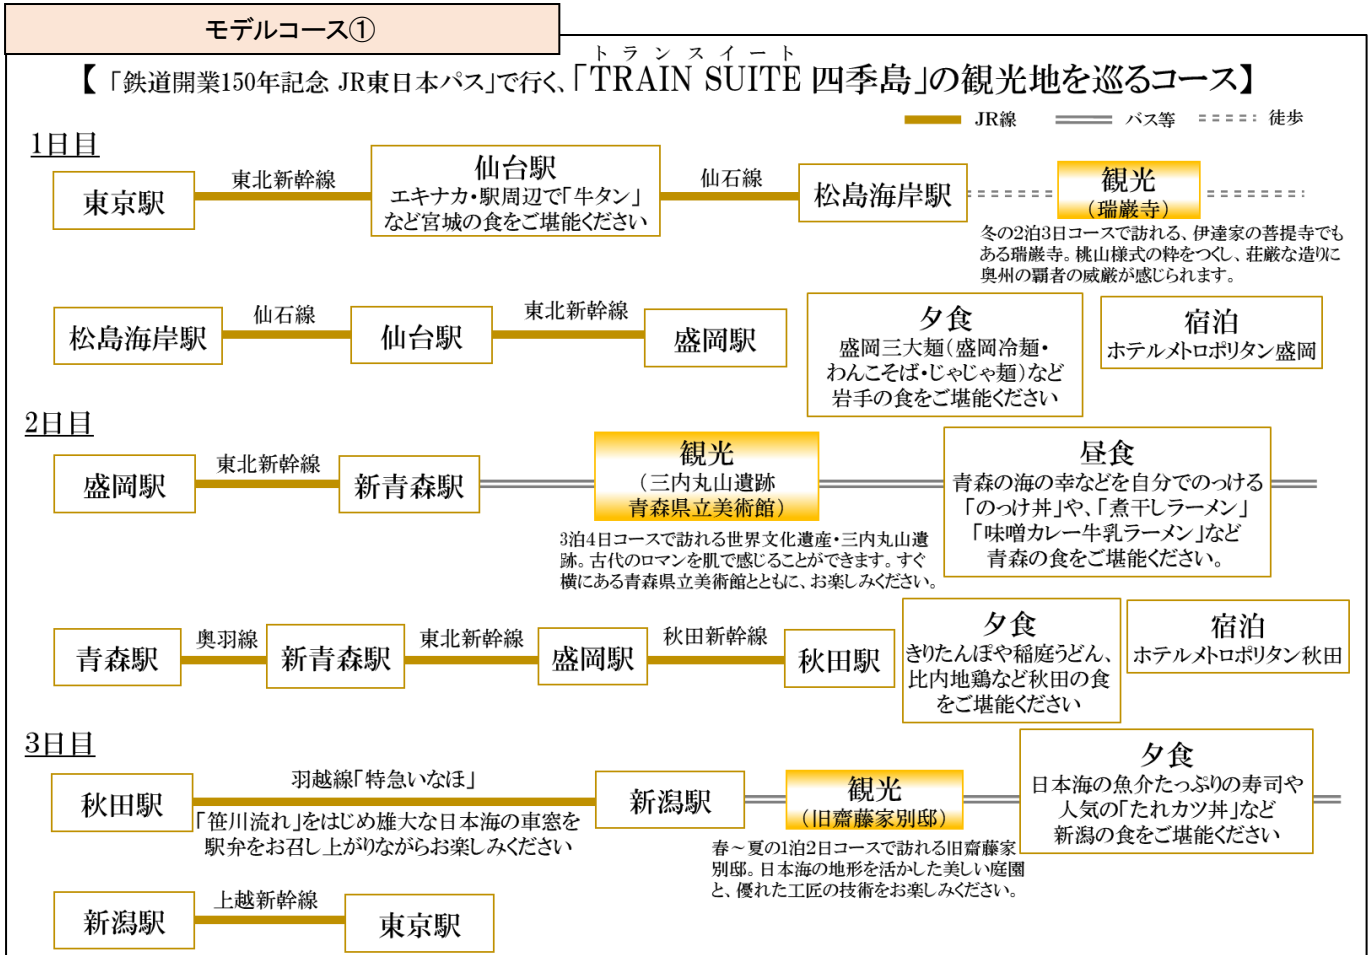 モデルコース①
トランスイート
【「鉄道開業150年記念 JR東日本パス」で行く、「TRAIN SUITE 四季島」の観光地を巡るコース】
JR線 バス等 徒歩
1日目
東京駅
東北新幹線
仙台駅
エキナカ・駅周辺で「牛タン」
など宮城の食をご堪能ください
仙石線
松島海岸駅
観光
（瑞巌寺）
冬の2泊3日コースで訪れる、伊達家の菩提寺でも
ある瑞巌寺。桃山様式の粋をつくし、荘厳な造りに
奥州の覇者の威厳が感じられます。
松島海岸駅
仙石線
仙台駅
東北新幹線
盛岡駅
夕食
盛岡三大麺（盛岡冷麺・
わんこそば・じゃじゃ麺）など
岩手の食をご堪能ください
宿泊
ホテルメトロポリタン盛岡
2日目
盛岡駅
東北新幹線
新青森駅
観光
（三内丸山遺跡
青森県立美術館）
3泊4日コースで訪れる世界文化遺産・三内丸山遺
跡。古代のロマンを肌で感じることができます。すぐ
横にある青森県立美術館とともに、お楽しみください。
昼食
青森の海の幸などを自分でのっける
「のっけ丼」や、「煮干しラーメン」
「味噌カレー牛乳ラーメン」など
青森の食をご堪能ください。
青森駅
奥羽線
新青森駅
東北新幹線
盛岡駅
秋田新幹線
秋田駅
夕食
きりたんぽや稲庭うどん、
比内地鶏など秋田の食
をご堪能ください
宿泊
ホテルメトロポリタン秋田
3日目
秋田駅
羽越線「特急いなほ」
「笹川流れ」をはじめ雄大な日本海の車窓を
駅弁をお召し上がりながらお楽しみください
新潟駅
観光
（旧齋藤家別邸）
春～夏の1泊2日コースで訪れる旧齋藤家
別邸。日本海の地形を活かした美しい庭園
と、優れた工匠の技術をお楽しみください。
夕食
日本海の魚介たっぷりの寿司や
人気の「たれカツ丼」など
新潟の食をご堪能ください
新潟駅
上越新幹線
東京駅